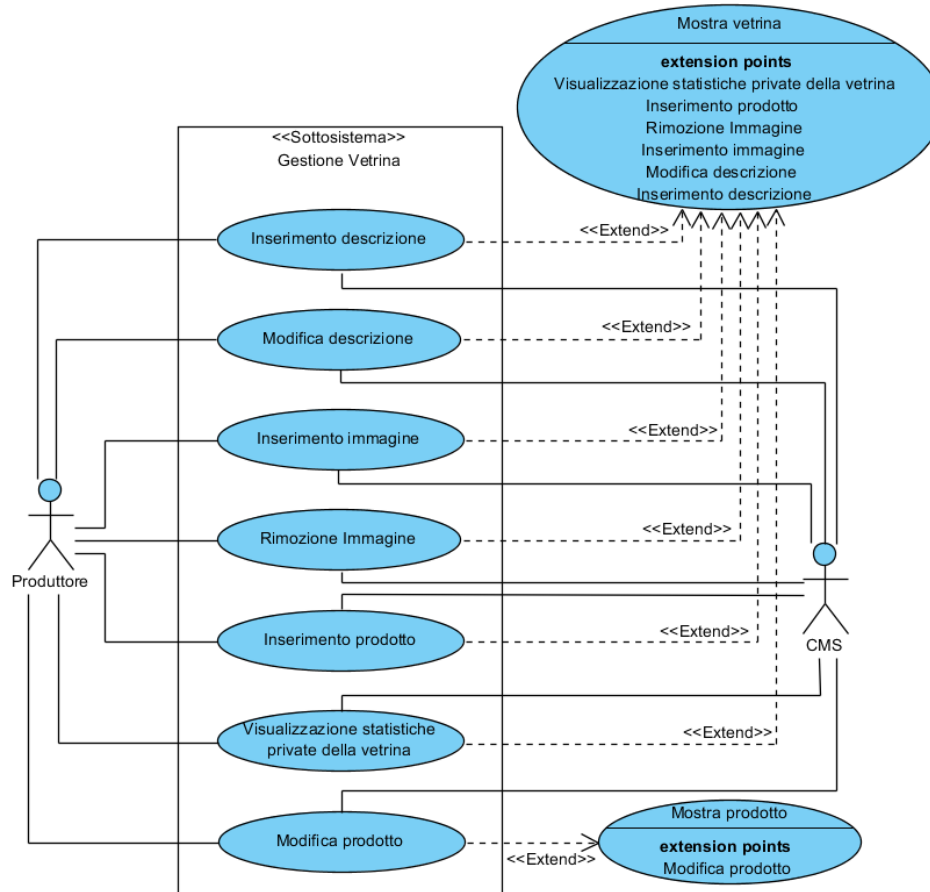 Mostra vetrina
extension points
Visualizzazione statistiche private della vetrina
Inserimento prodotto
Rimozione Immagine
Inserimento immagine
Modifica descrizione
Inserimento descrizione
<<Sottosistema>>
Gestione Vetrina
Inserimento descrizione
<<Extend>>
Modifica descrizione
<<Extend>>
Inserimento immagine
<<Extend>>
Rimozione Immagine
<<Extend>>
Produttore
Inserimento prodotto
<<Extend>>
CMS
Visualizzazione statistiche
private della vetrina
<<Extend>>
Modifica prodotto
<<Extend>>
Mostra prodotto
extension points
Modifica prodotto